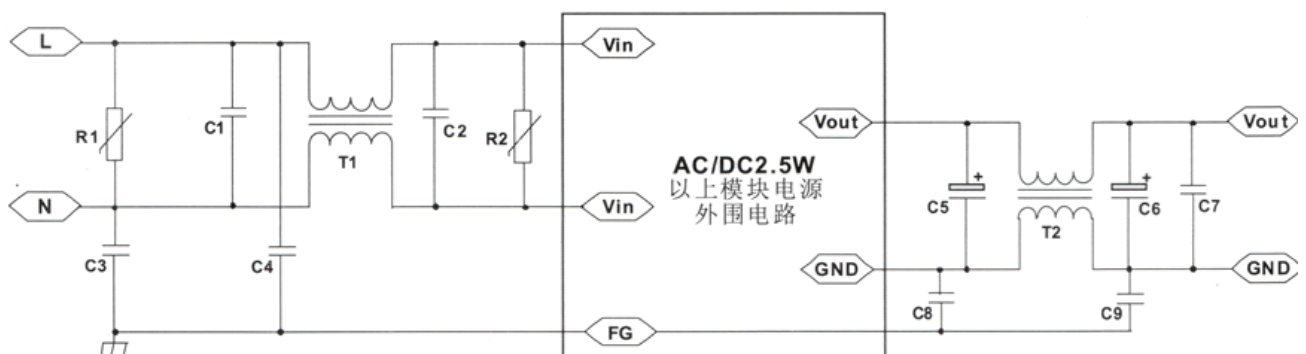 L
Vin
R1
C1
C2
R2
T1
Vout
Vout
AC/DC2.5W
以上模块电源
外围电路
+
+
C5
C6
C7
T2
N
Vin
C3
C4
GND
GND
C8
C9
FG